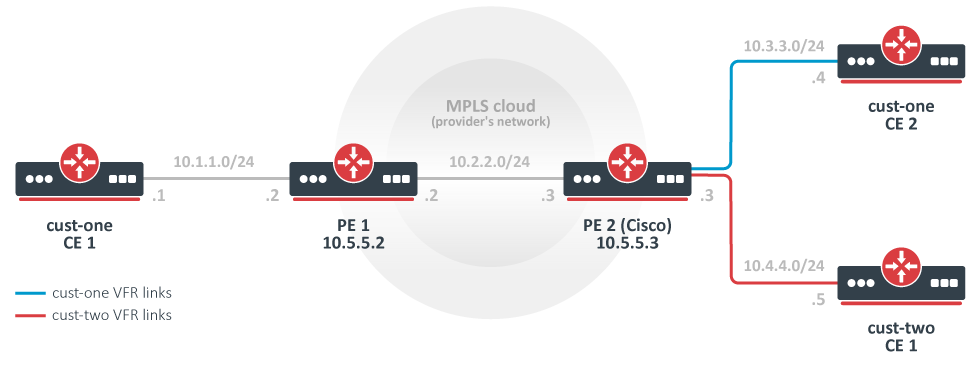 10.3.3.0/24
.4
cust-one
CE 2
MPLS cloud
(provider's network)
10.1.1.0/24
10.2.2.0/24
.1
.2
.2
.3
.3
cust-one
CE 1
PE 1
10.5.5.2
PE 2 (Cisco)
10.5.5.3
10.4.4.0/24
.5
cust-two
CE 1
cust-one VFR links
cust-two VFR links